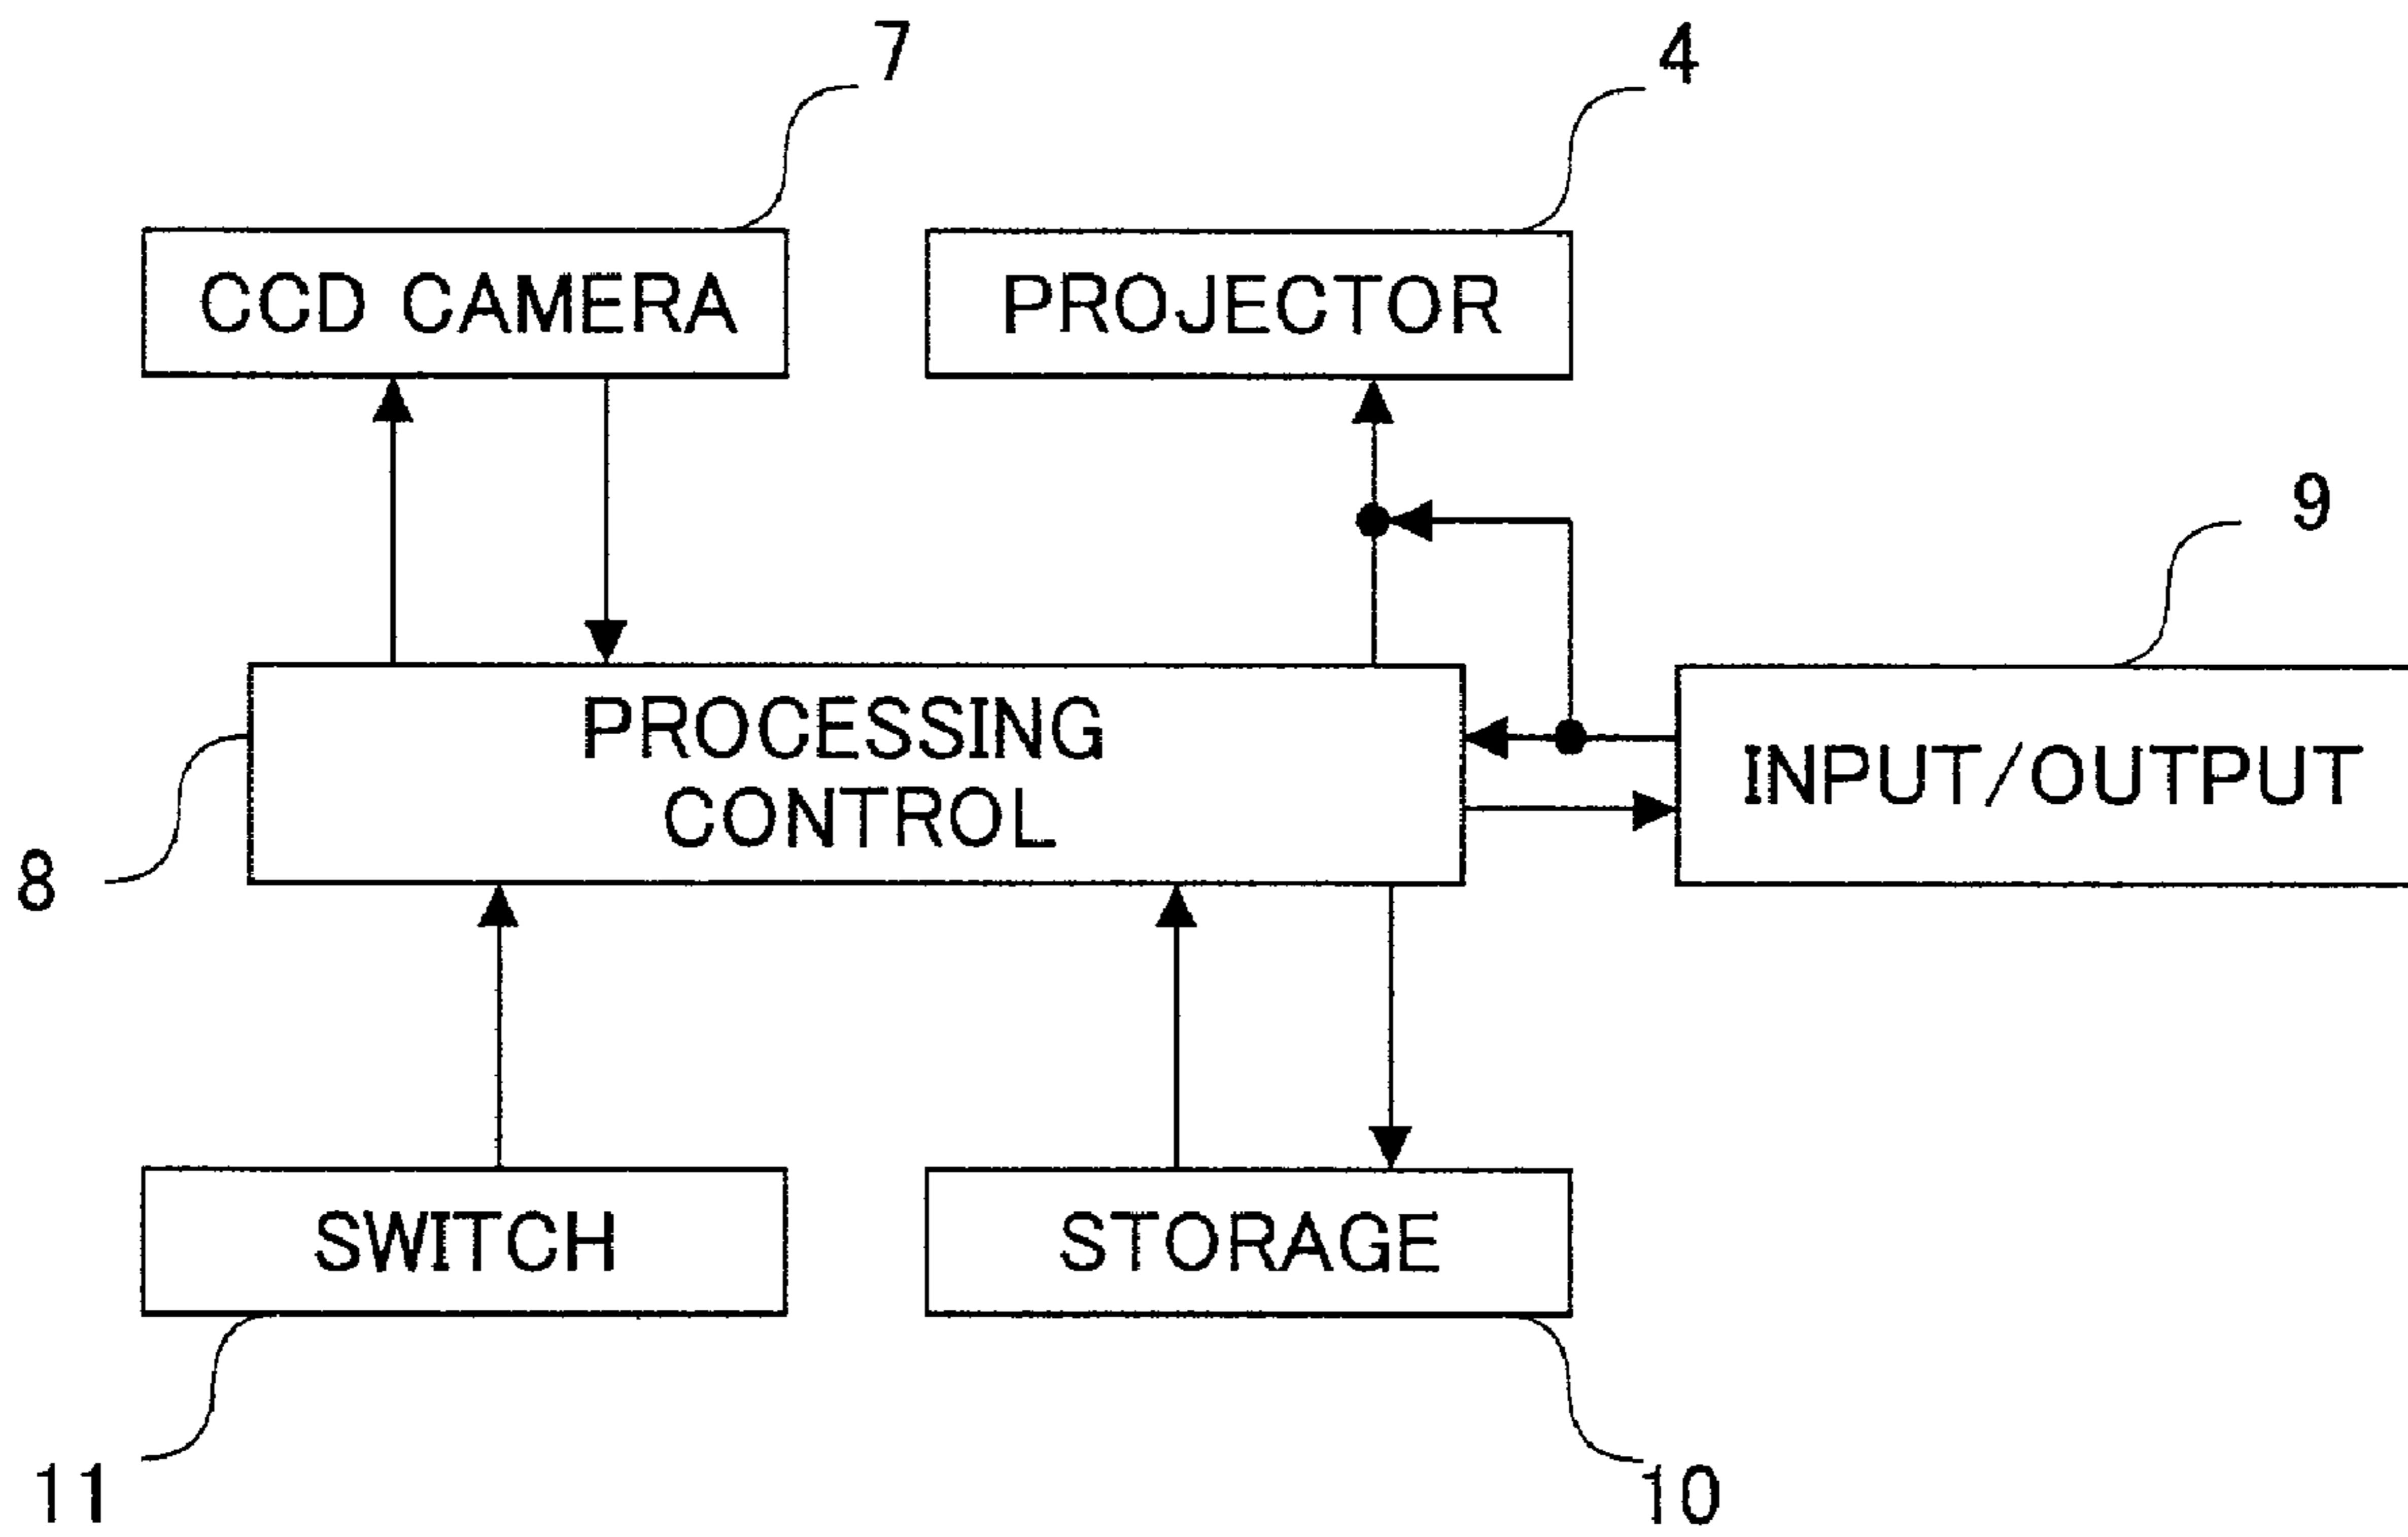 7
4
CCD CAMERA
PROJECTOR
9
PROCESSING
CONTROL
INPUT/OUTPUT
8
SWITCH
STORAGE
11
10